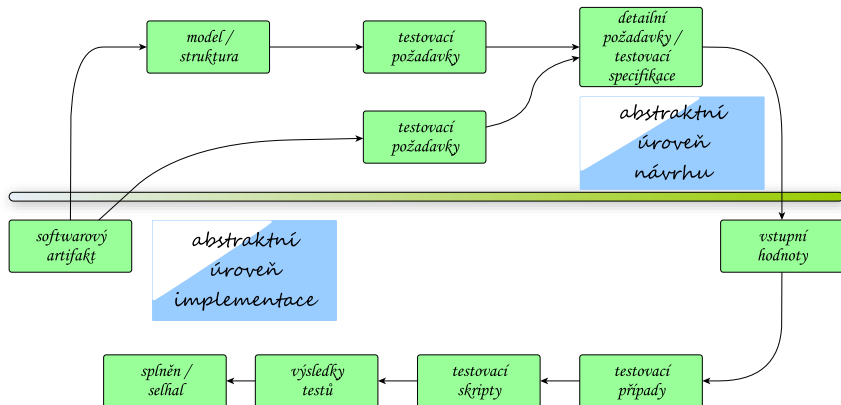 model /
struktura
testovací
požadavky
detailní
požadavky /
testovací
specifikace
testovací
požadavky
abstraktní
úroveň
návrhu
softwarový
artifakt
abstraktní
úroveň
implementace
vstupní
hodnoty
splněn /
selhal
výsledky
testů
testovací
skripty
testovací
případy